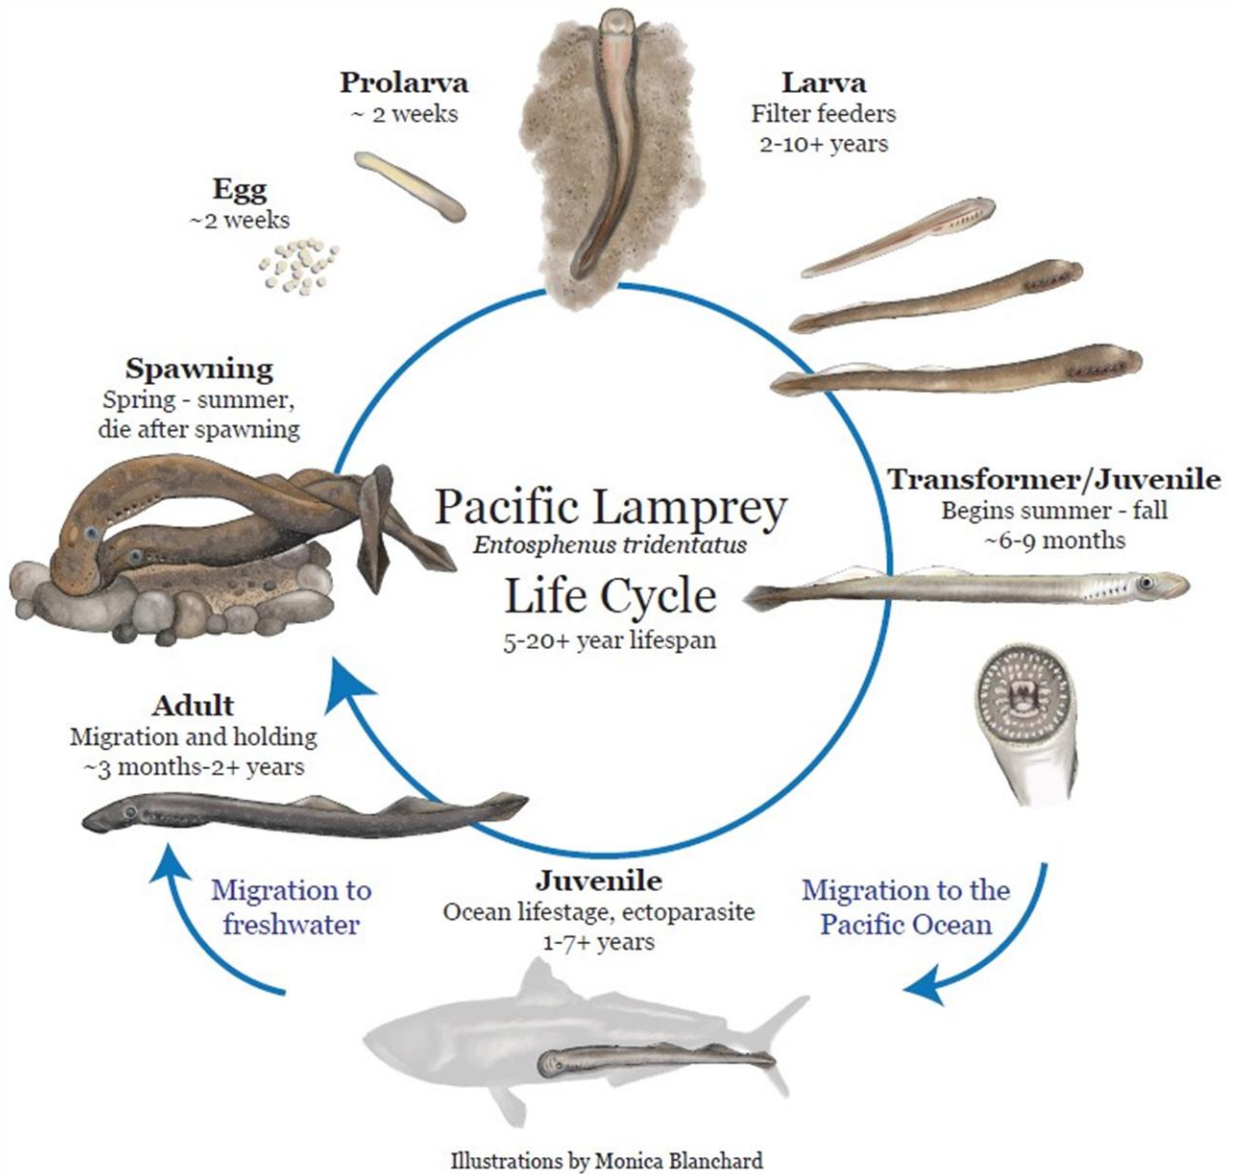 Prolarva
~ 2 weeks
Larva
Filter feeders
2-10+ years
Egg
~2 weeks
Spawning
Spring - summer,
die after spawning
Transformer/Juvenile
Begins summer - fall
~6-9 months
Pacific Lamprey
Entosphenus tridentatus
Life Cycle
5-20+ year lifespan
Adult
Migration and holding
~3 months-2+ years
Migration to
freshwater
Juvenile
Ocean lifestage, ectoparasite
1-7+ years
Migration to the
Pacific Ocean
Illustrations by Monica Blanchard